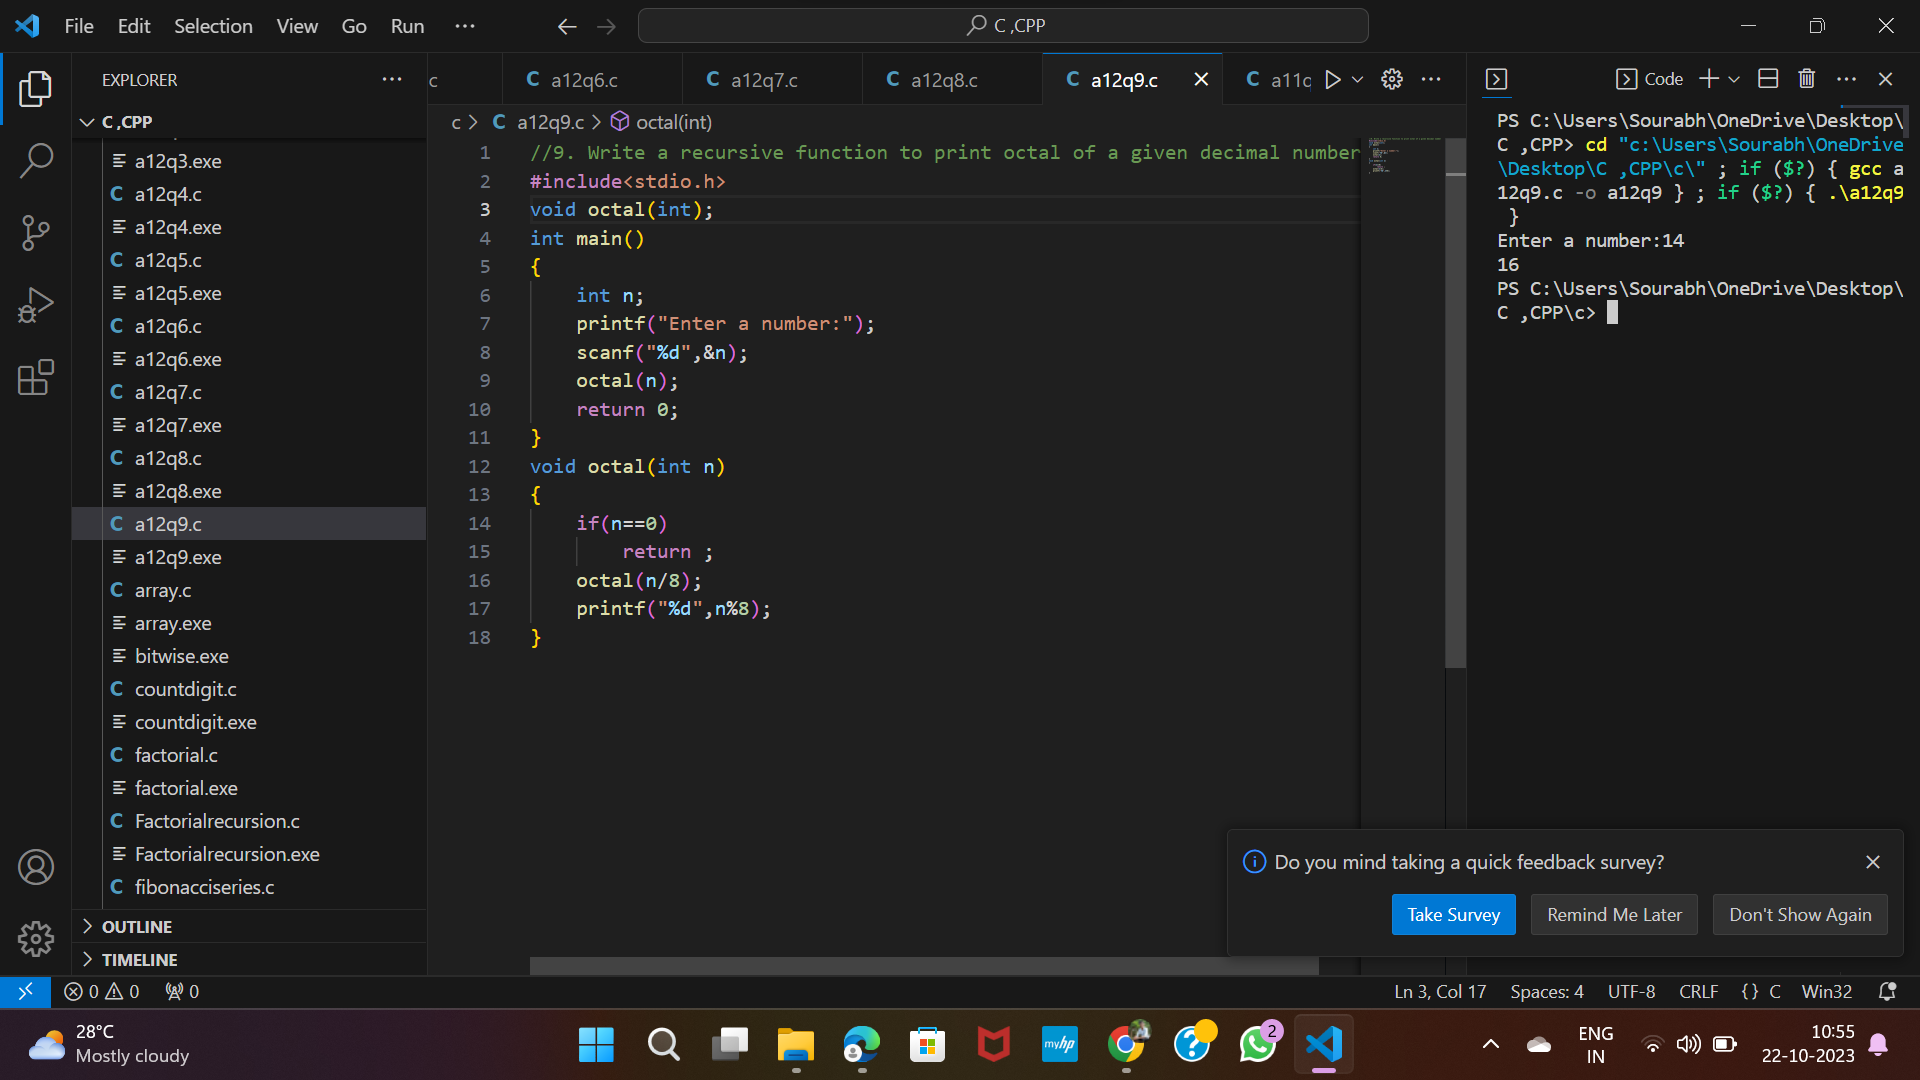 File Edit Selection View Go Run ···
C ,CPP
EXPLORER ···
C ,CPP
a12q3.exe
C a12q4.c
a12q4.exe
C a12q5.c
a12q5.exe
C a12q6.c
a12q6.exe
C a12q7.c
a12q7.exe
C a12q8.c
a12q8.exe
C a12q9.c
a12q9.exe
C array.c
array.exe
bitwise.exe
C countdigit.c
countdigit.exe
C factorial.c
factorial.exe
C Factorialrecursion.c
Factorialrecursion.exe
C fibonacciseries.c
OUTLINE
TIMELINE
c C a12q6.c C a12q7.c C a12q8.c C a12q9.c C a11q
c > C a12q9.c > octal(int)
1 //9. Write a recursive function to print octal of a given decimal number
2 #include<stdio.h>
3 void octal(int);
4 int main()
5 {
6 int n;
7 printf("Enter a number:");
8 scanf("%d",&n);
9 octal(n);
10 return 0;
11 }
12 void octal(int n)
13 {
14 if(n==0)
15 return ;
16 octal(n/8);
17 printf("%d",n%8);
18 }
Code
PS C:\Users\Sourabh\OneDrive\Desktop\
C ,CPP> cd "c:\Users\Sourabh\OneDrive
\Desktop\C ,CPP\c\" ; if ($?) { gcc a
12q9.c -o a12q9 } ; if ($?) { .\a12q9
}
Enter a number:14
16
PS C:\Users\Sourabh\OneDrive\Desktop\
C ,CPP\c>
Do you mind taking a quick feedback survey?
Take Survey Remind Me Later Don't Show Again
0 0 0
Ln 3, Col 17 Spaces: 4 UTF-8 CRLF {} C Win32
28°C
Mostly cloudy
myhp
2
ENG
IN
10:55
22-10-2023